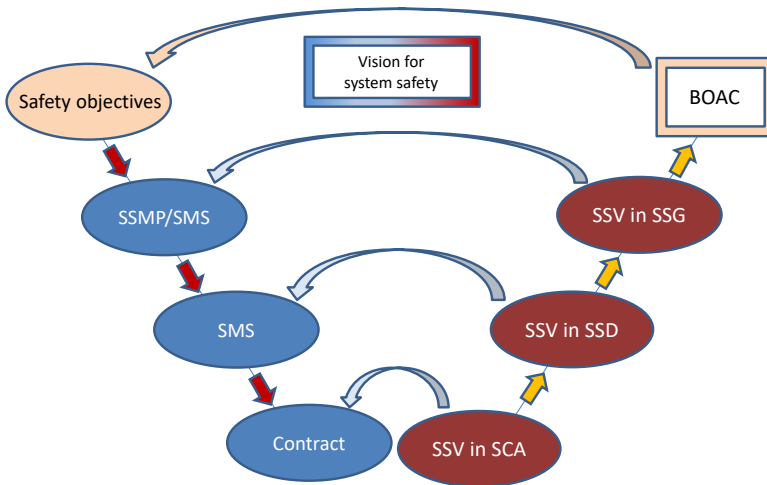 Vision for
system safety
Safety objectives
BOAC
SSMP/SMS
SSV in SSG
SMS
SSV in SSD
Contract
SSV in SCA